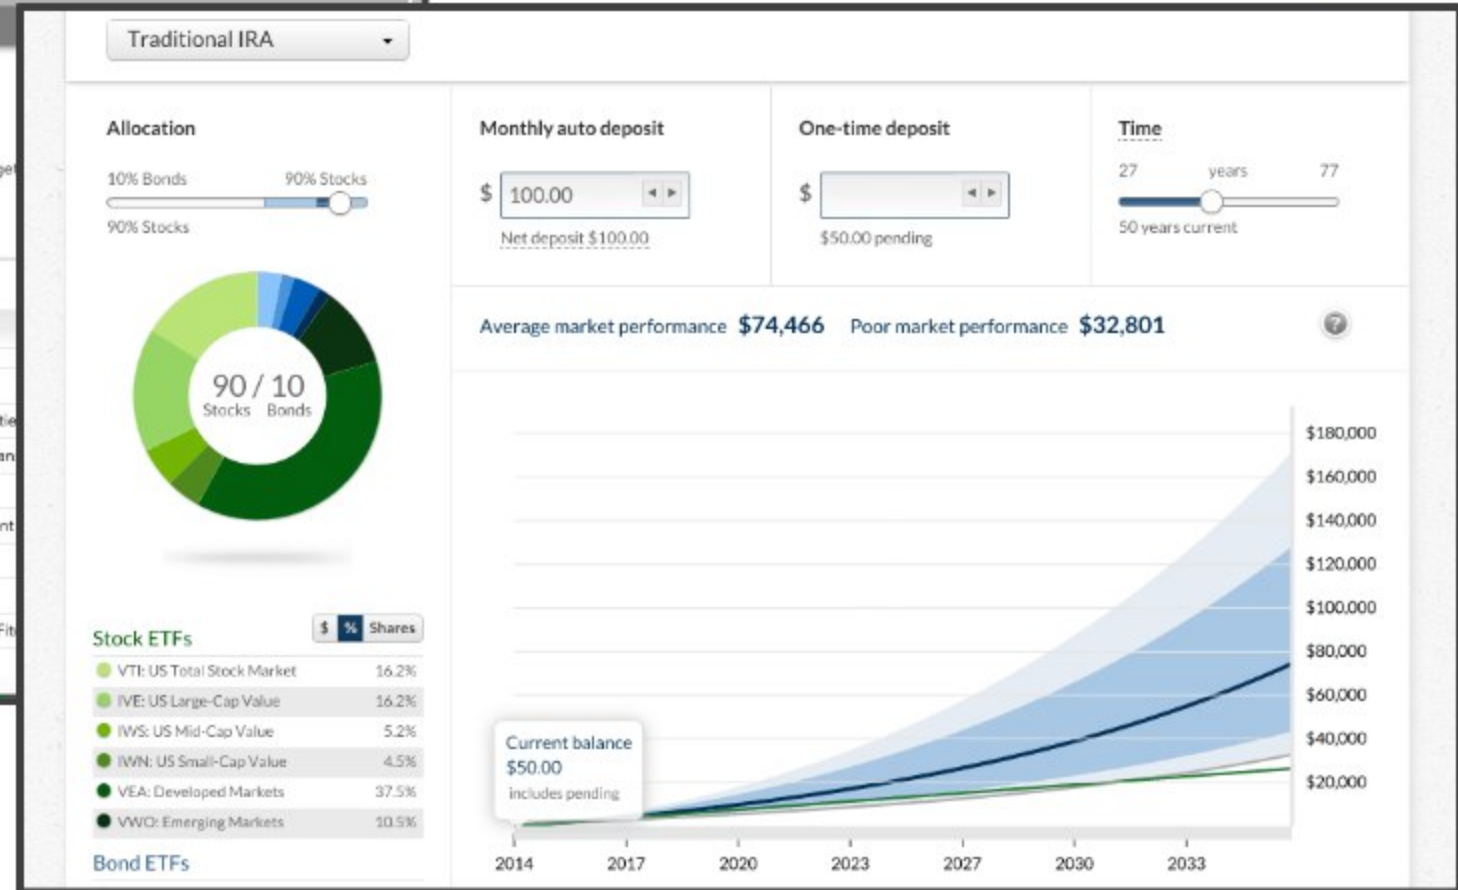 Traditional IRA
Allocation
10% Bonds 90% Stocks
90% Stocks
90 / 10
Stocks Bonds
Stock ETFs
$ % Shares
VTI: US Total Stock Market 16.2%
IVE: US Large-Cap Value 16.2%
IWS: US Mid-Cap Value 5.2%
IWN: US Small-Cap Value 4.5%
VEA: Developed Markets 37.5%
VWO: Emerging Markets 10.5%
Bond ETFs
Monthly auto deposit
$ 100.00
Net deposit $100.00
One-time deposit
$
$50.00 pending
Time
27 years 77
50 years current
Average market performance $74,466 Poor market performance $32,801
?
$180,000
$160,000
$140,000
$120,000
$100,000
$80,000
$60,000
$40,000
$20,000
Current balance
$50.00
includes pending
2014 2017 2020 2023 2027 2030 2033